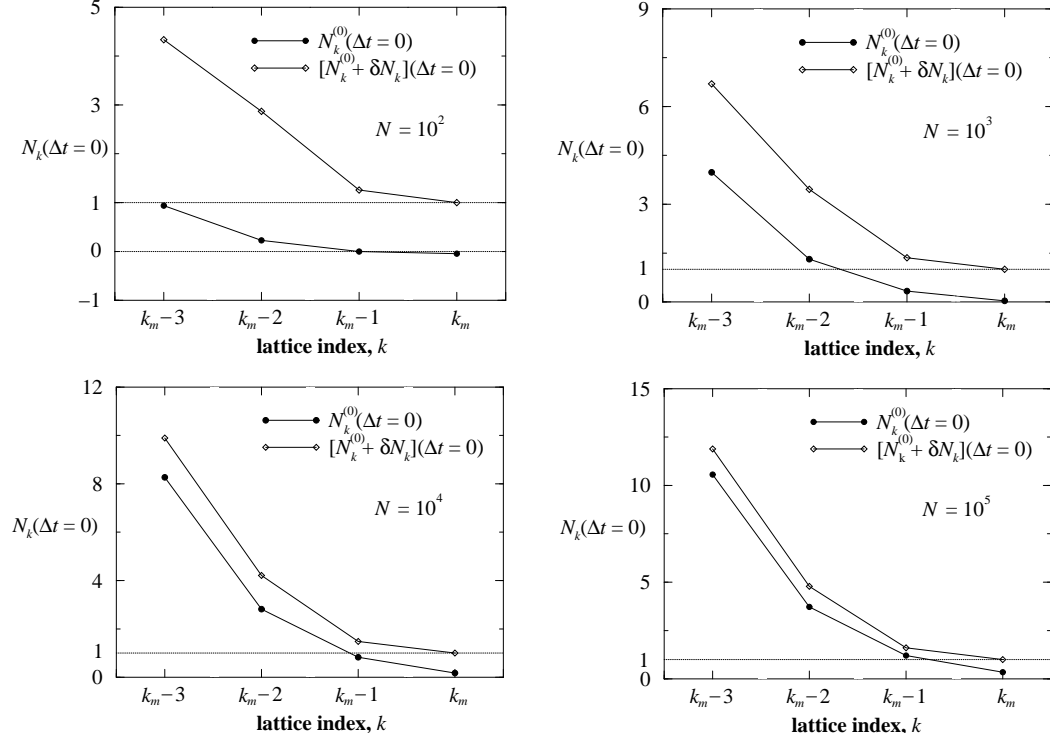 5
3
1
0
−1
N_k(Δt = 0)
N_k^(0)(Δt = 0)
[N_k^(0) + δN_k](Δt = 0)
N = 10^2
k_m−3 k_m−2 k_m−1 k_m
lattice index, k
9
6
3
1
0
N_k(Δt = 0)
N_k^(0)(Δt = 0)
[N_k^(0) + δN_k](Δt = 0)
N = 10^3
k_m−3 k_m−2 k_m−1 k_m
lattice index, k
12
8
4
1
0
N_k(Δt = 0)
N_k^(0)(Δt = 0)
[N_k^(0) + δN_k](Δt = 0)
N = 10^4
k_m−3 k_m−2 k_m−1 k_m
lattice index, k
15
10
5
1
0
N_k(Δt = 0)
N_k^(0)(Δt = 0)
[N_k^(0) + δN_k](Δt = 0)
N = 10^5
k_m−3 k_m−2 k_m−1 k_m
lattice index, k